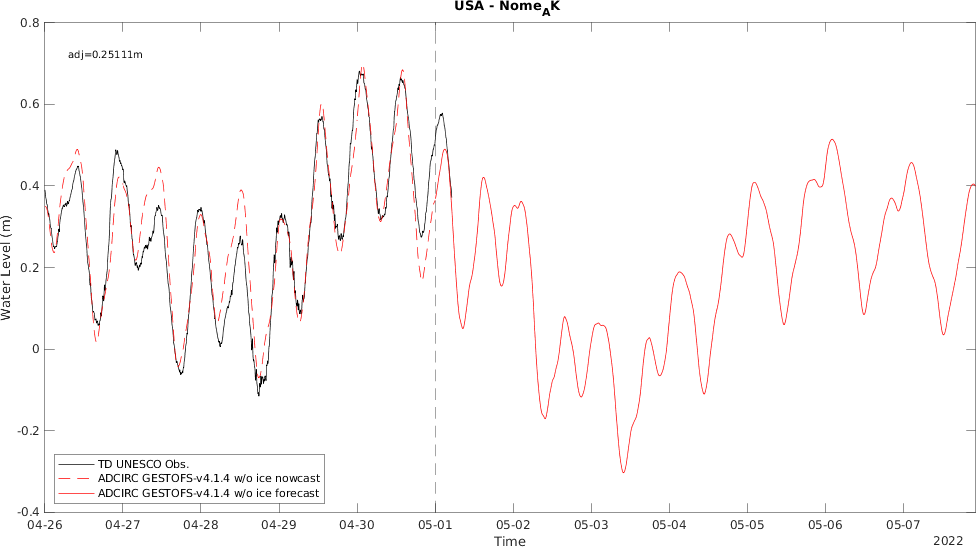 USA - Nome_AK
0.8
adj=0.25111m
0.6
0.4
0.2
0
-0.2
-0.4
Water Level (m)
TD UNESCO Obs.
ADCIRC GESTOFS-v4.1.4 w/o ice nowcast
ADCIRC GESTOFS-v4.1.4 w/o ice forecast
04-26 04-27 04-28 04-29 04-30 05-01 05-02 05-03 05-04 05-05 05-06 05-07
Time
2022